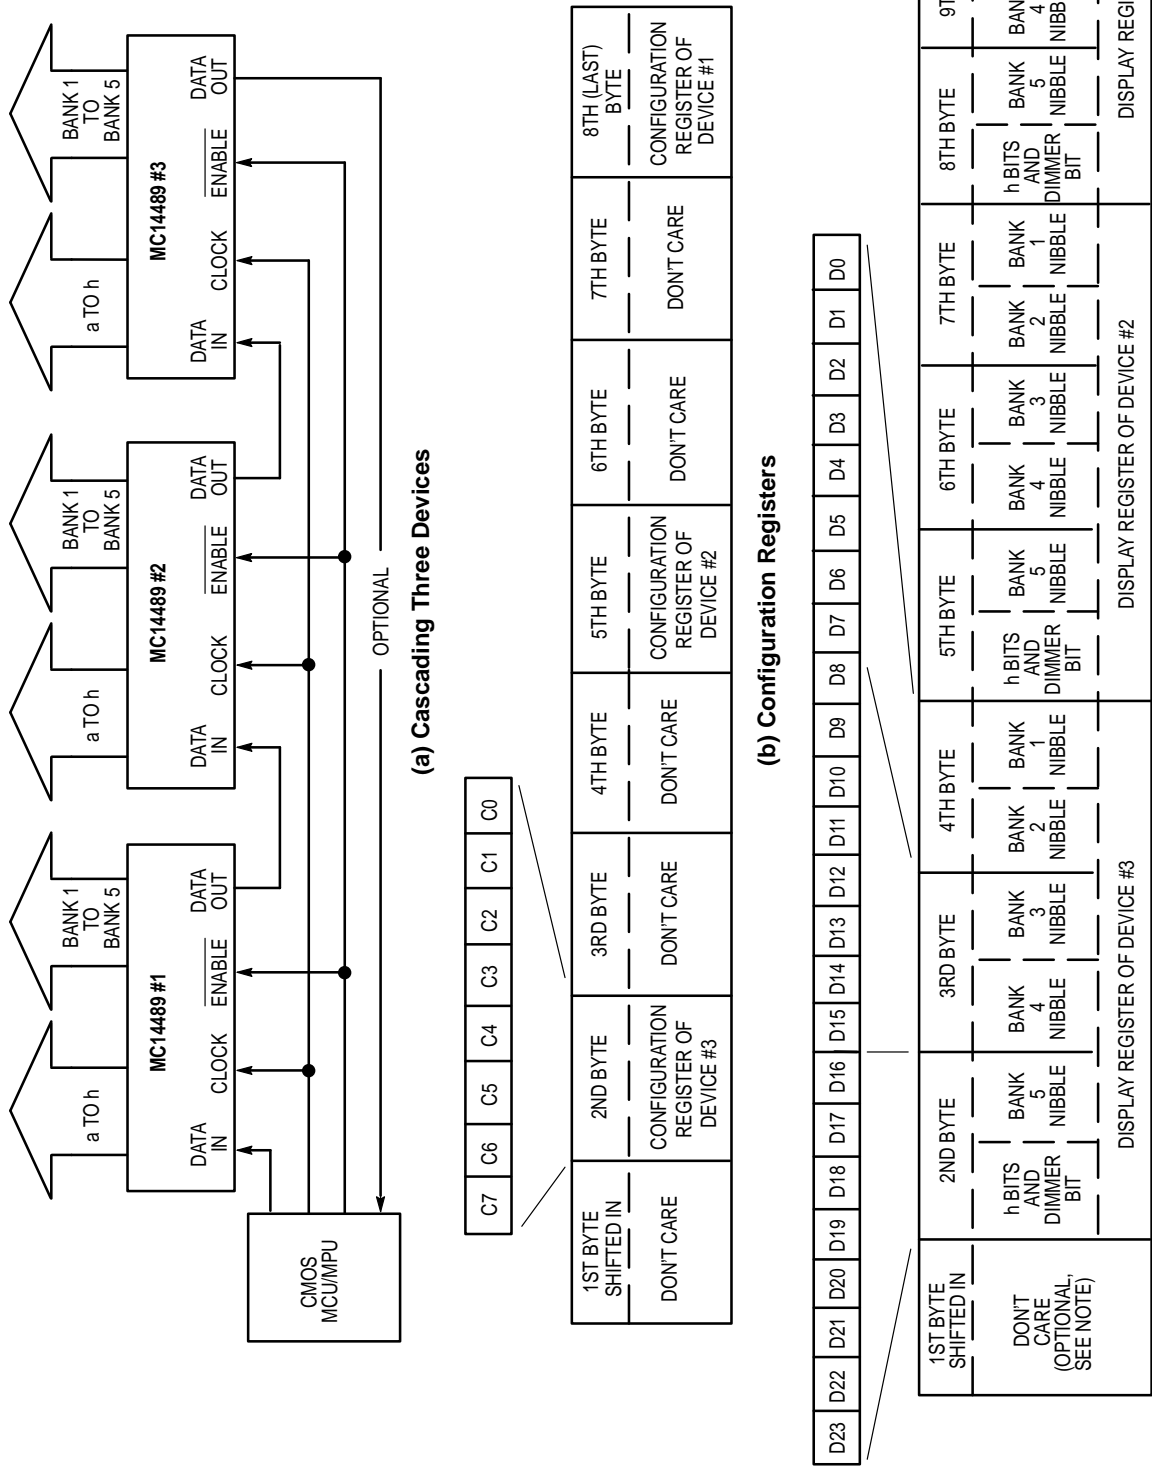 a TO h
BANK 1
TO
BANK 5
MC14489 #1
DATA
IN
CLOCK
ENABLE
DATA
OUT
a TO h
BANK 1
TO
BANK 5
MC14489 #2
DATA
IN
CLOCK
ENABLE
DATA
OUT
a TO h
BANK 1
TO
BANK 5
MC14489 #3
DATA
IN
CLOCK
ENABLE
DATA
OUT
CMOS
MCU/MPU
OPTIONAL
(a) Cascading Three Devices
C7 C6 C5 C4 C3 C2 C1 C0
1ST BYTE
SHIFTED IN
DON'T CARE
2ND BYTE
CONFIGURATION
REGISTER OF
DEVICE #3
3RD BYTE
DON'T CARE
4TH BYTE
DON'T CARE
5TH BYTE
CONFIGURATION
REGISTER OF
DEVICE #2
6TH BYTE
DON'T CARE
7TH BYTE
DON'T CARE
8TH (LAST)
BYTE
CONFIGURATION
REGISTER OF
DEVICE #1
(b) Configuration Registers
D23 D22 D21 D20 D19 D18 D17 D16 D15 D14 D13 D12 D11 D10 D9 D8 D7 D6 D5 D4 D3 D2 D1 D0
1ST BYTE
SHIFTED IN
DON'T
CARE
(OPTIONAL,
SEE NOTE)
2ND BYTE
h BITS
AND
DIMMER
BIT
BANK
5
NIBBLE
3RD BYTE
BANK
4
NIBBLE
BANK
3
NIBBLE
4TH BYTE
BANK
2
NIBBLE
BANK
1
NIBBLE
DISPLAY REGISTER OF DEVICE #3
5TH BYTE
h BITS
AND
DIMMER
BIT
BANK
5
NIBBLE
6TH BYTE
BANK
4
NIBBLE
BANK
3
NIBBLE
7TH BYTE
BANK
2
NIBBLE
BANK
1
NIBBLE
DISPLAY REGISTER OF DEVICE #2
8TH BYTE
h BITS
AND
DIMMER
BIT
BANK
5
NIBBLE
4
DISPLAY